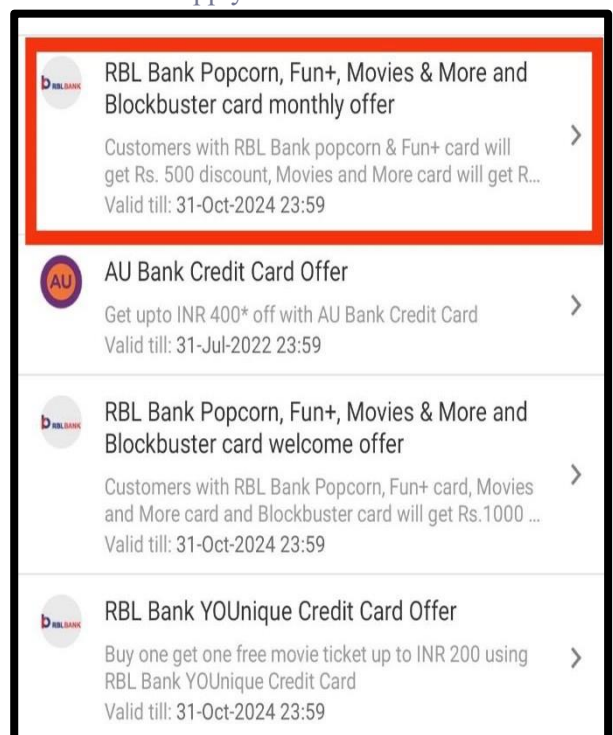 RBL Bank Popcorn, Fun+, Movies & More and
Blockbuster card monthly offer
RBLBANK
Customers with RBL Bank popcorn & Fun+ card will
get Rs. 500 discount, Movies and More card will get R...
Valid till: 31-Oct-2024 23:59
AU
AU Bank Credit Card Offer
Get upto INR 400* off with AU Bank Credit Card
Valid till: 31-Jul-2022 23:59
RBL Bank Popcorn, Fun+, Movies & More and
RBLBANK
Blockbuster card welcome offer
Customers with RBL Bank Popcorn, Fun+ card, Movies
and More card and Blockbuster card will get Rs.1000 ...
Valid till: 31-Oct-2024 23:59
RBLBANK
RBL Bank YOUnique Credit Card Offer
Buy one get one free movie ticket up to INR 200 using
RBL Bank YOUnique Credit Card
Valid till: 31-Oct-2024 23:59